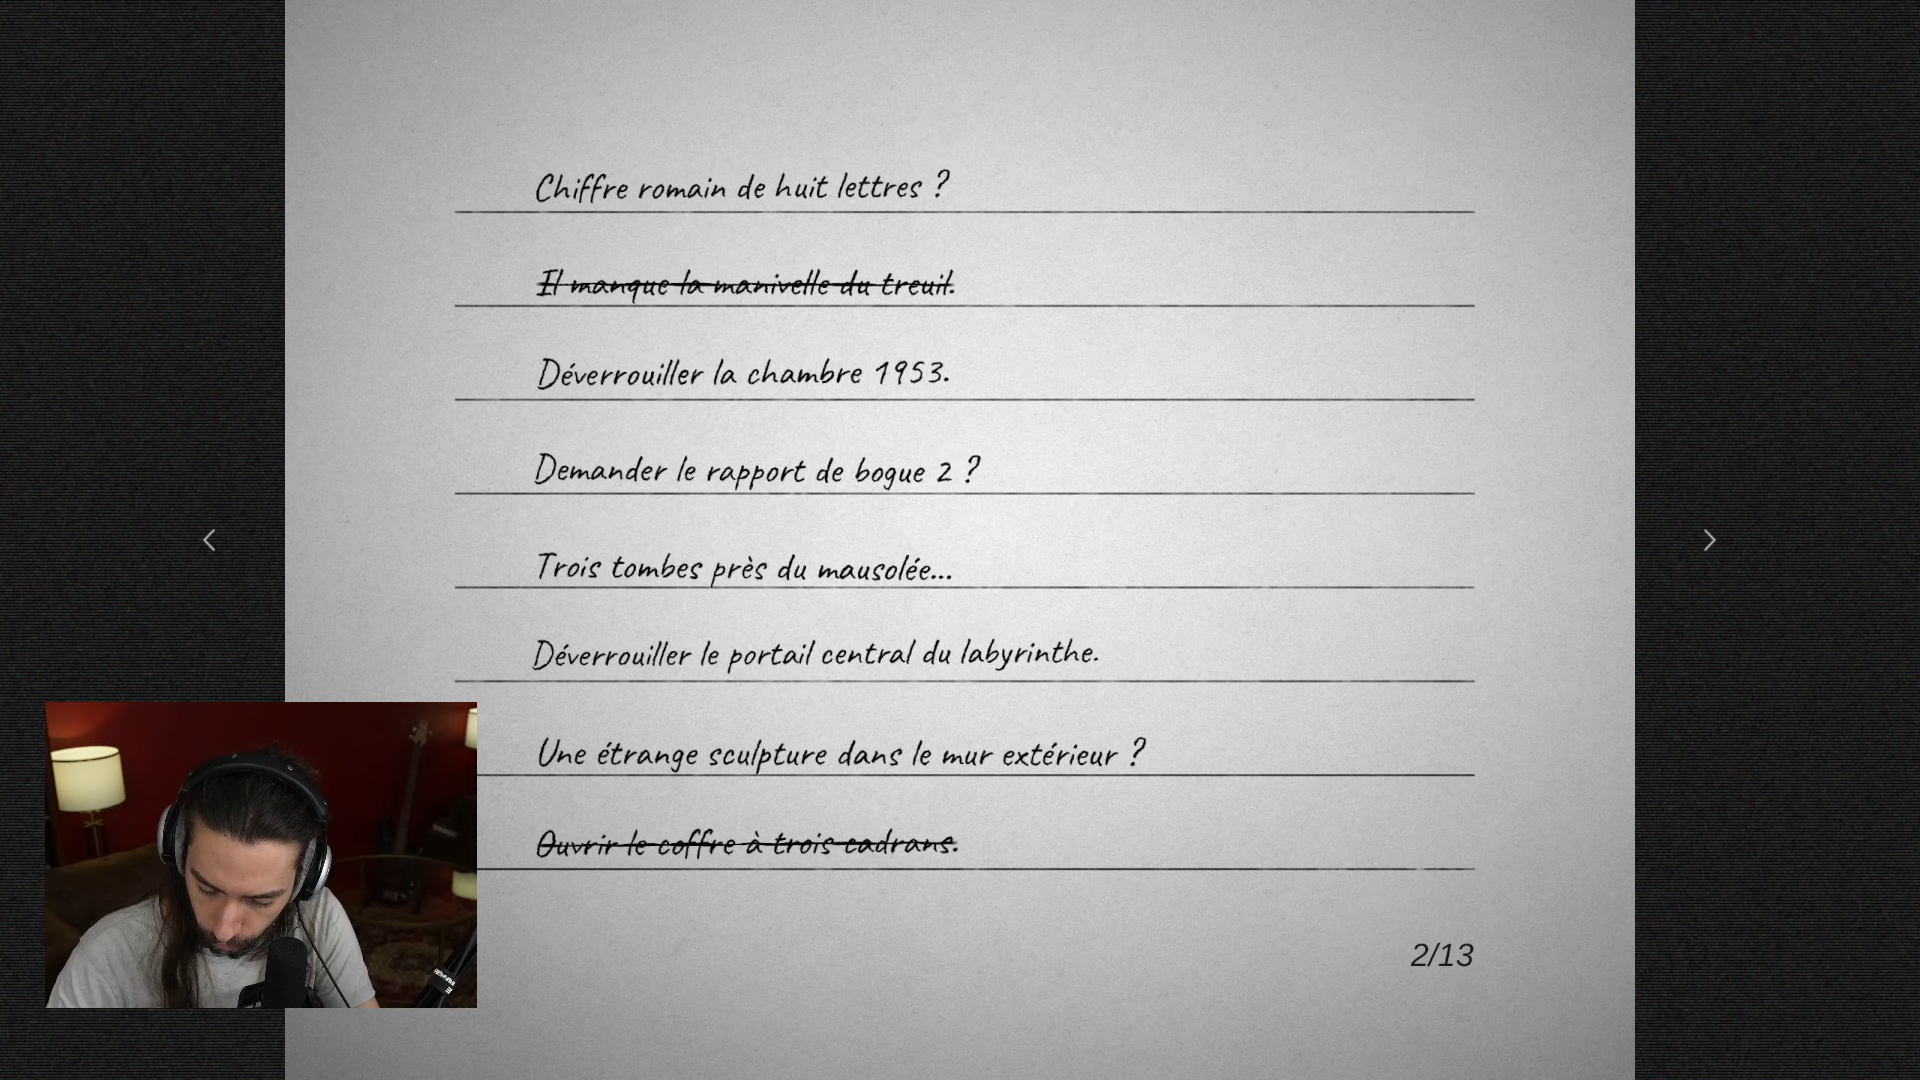 Chiffre romain de huit lettres ?
Il manque la manivelle du treuil.
Déverrouiller la chambre 1953.
Demander le rapport de bogue 2 ?
Trois tombes près du mausolée...
Déverrouiller le portail central du labyrinthe.
Une étrange sculpture dans le mur extérieur ?
Ouvrir le coffre à trois cadrans.
2/13